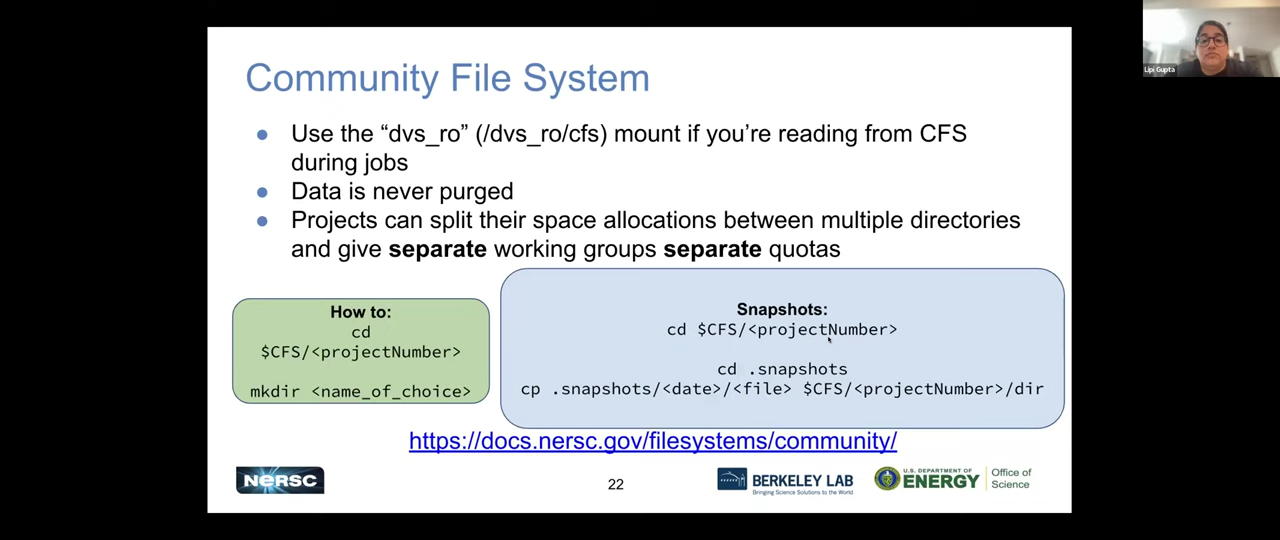 Lipi Gupta
Community File System
● Use the “dvs_ro” (/dvs_ro/cfs) mount if you’re reading from CFS
during jobs
● Data is never purged
● Projects can split their space allocations between multiple directories
and give separate working groups separate quotas
How to:
cd
$CFS/<projectNumber>
mkdir <name_of_choice>
Snapshots:
cd $CFS/<projectNumber>
cd .snapshots
cp .snapshots/<date>/<file> $CFS/<projectNumber>/dir
https://docs.nersc.gov/filesystems/community/
NERSC
22
BERKELEY LAB
Bringing Science Solutions to the World
U.S. DEPARTMENT OF
ENERGY
Office of
Science